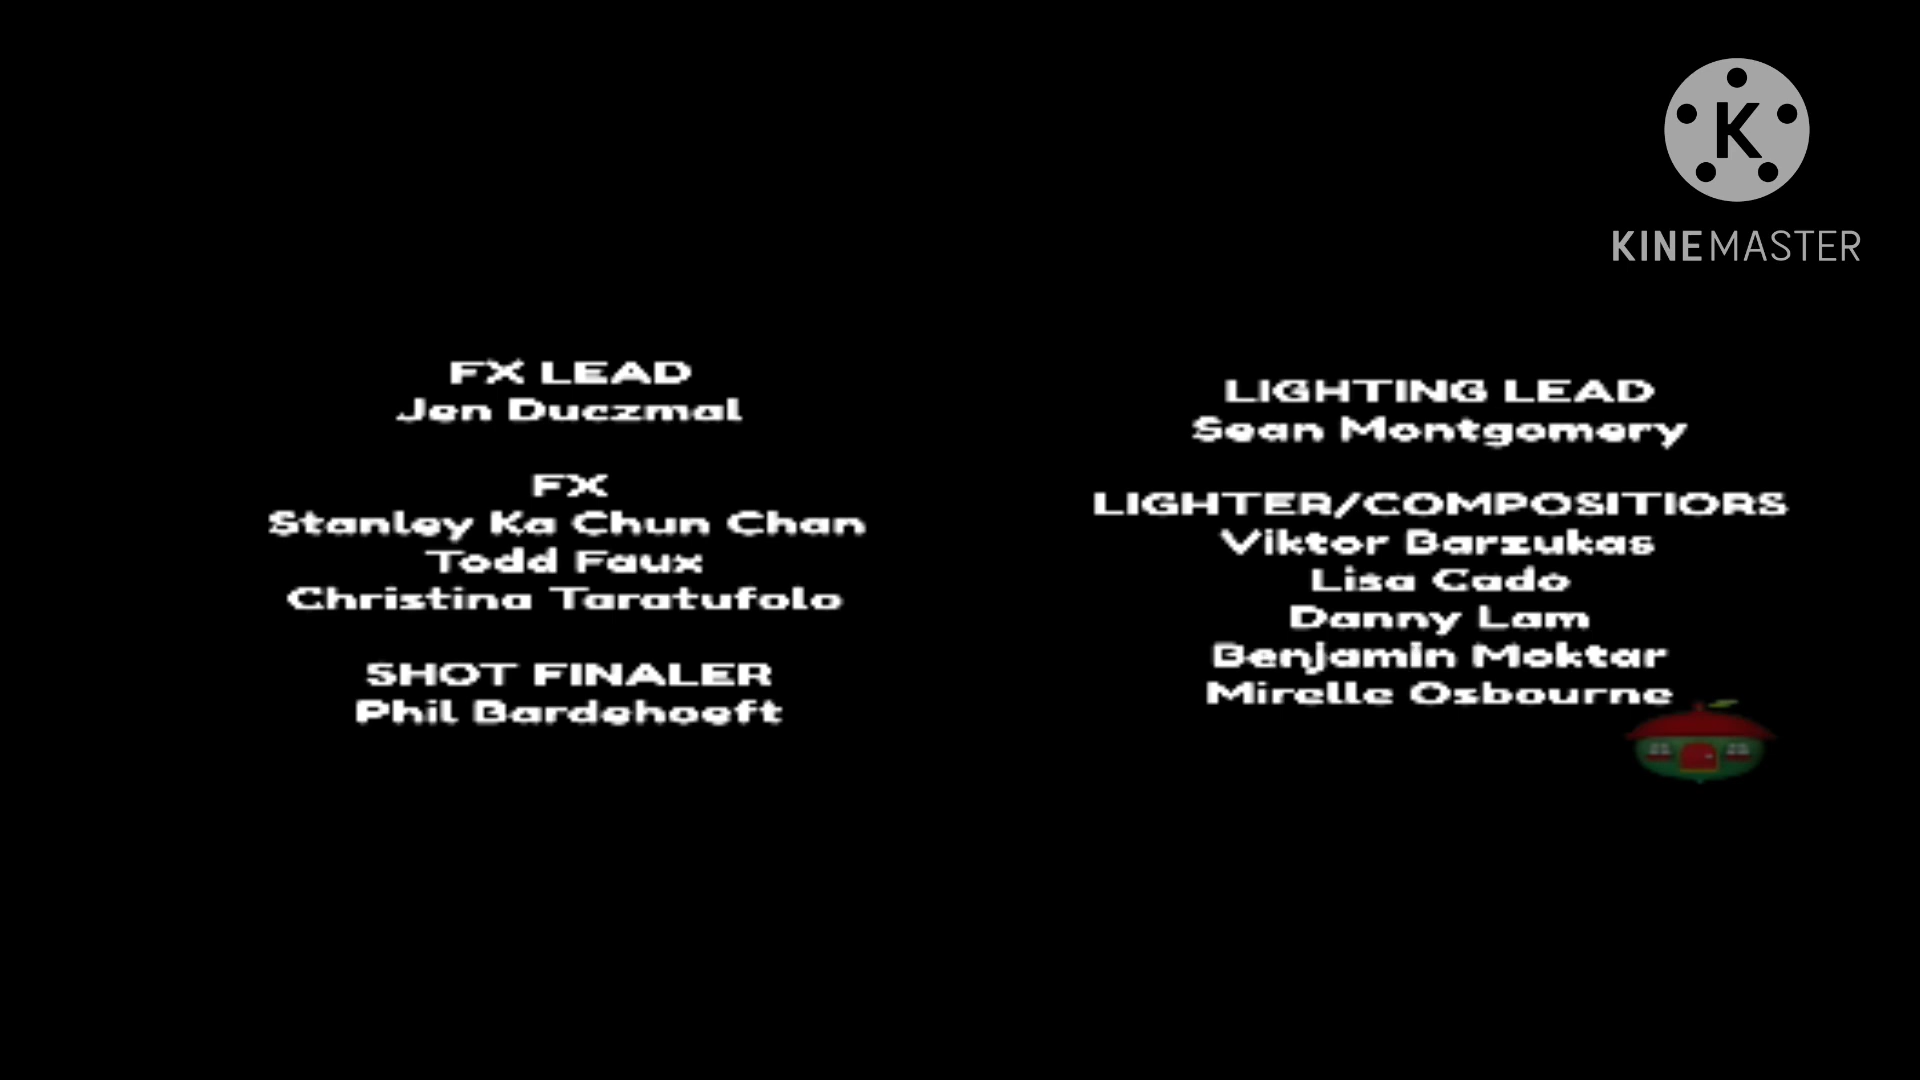 K
KINEMASTER
FX LEAD
Jen Duczmal
FX
Stanley Ka Chun Chan
Todd Faux
Christina Taratufolo
SHOT FINALER
Phil Bardehoeft
LIGHTING LEAD
Sean Montgomery
LIGHTER/COMPOSITIORS
Viktor Barzukas
Lisa Cado
Danny Lam
Benjamin Moktar
Mirelle Osbourne